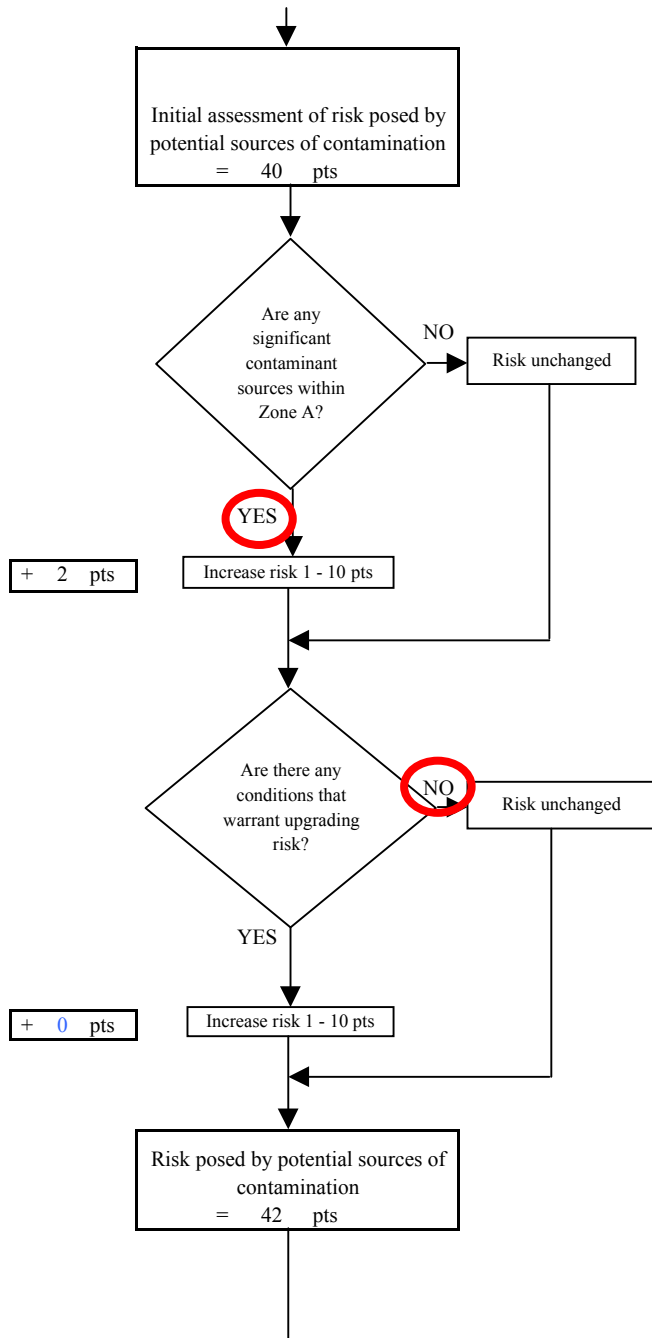 Initial assessment of risk posed by
potential sources of contamination
= 40 pts
Are any
significant
contaminant
sources within
Zone A?
NO
Risk unchanged
YES
+ 2 pts
Increase risk 1 - 10 pts
Are there any
conditions that
warrant upgrading
risk?
NO
Risk unchanged
YES
+ 0 pts
Increase risk 1 - 10 pts
Risk posed by potential sources of
contamination
= 42 pts